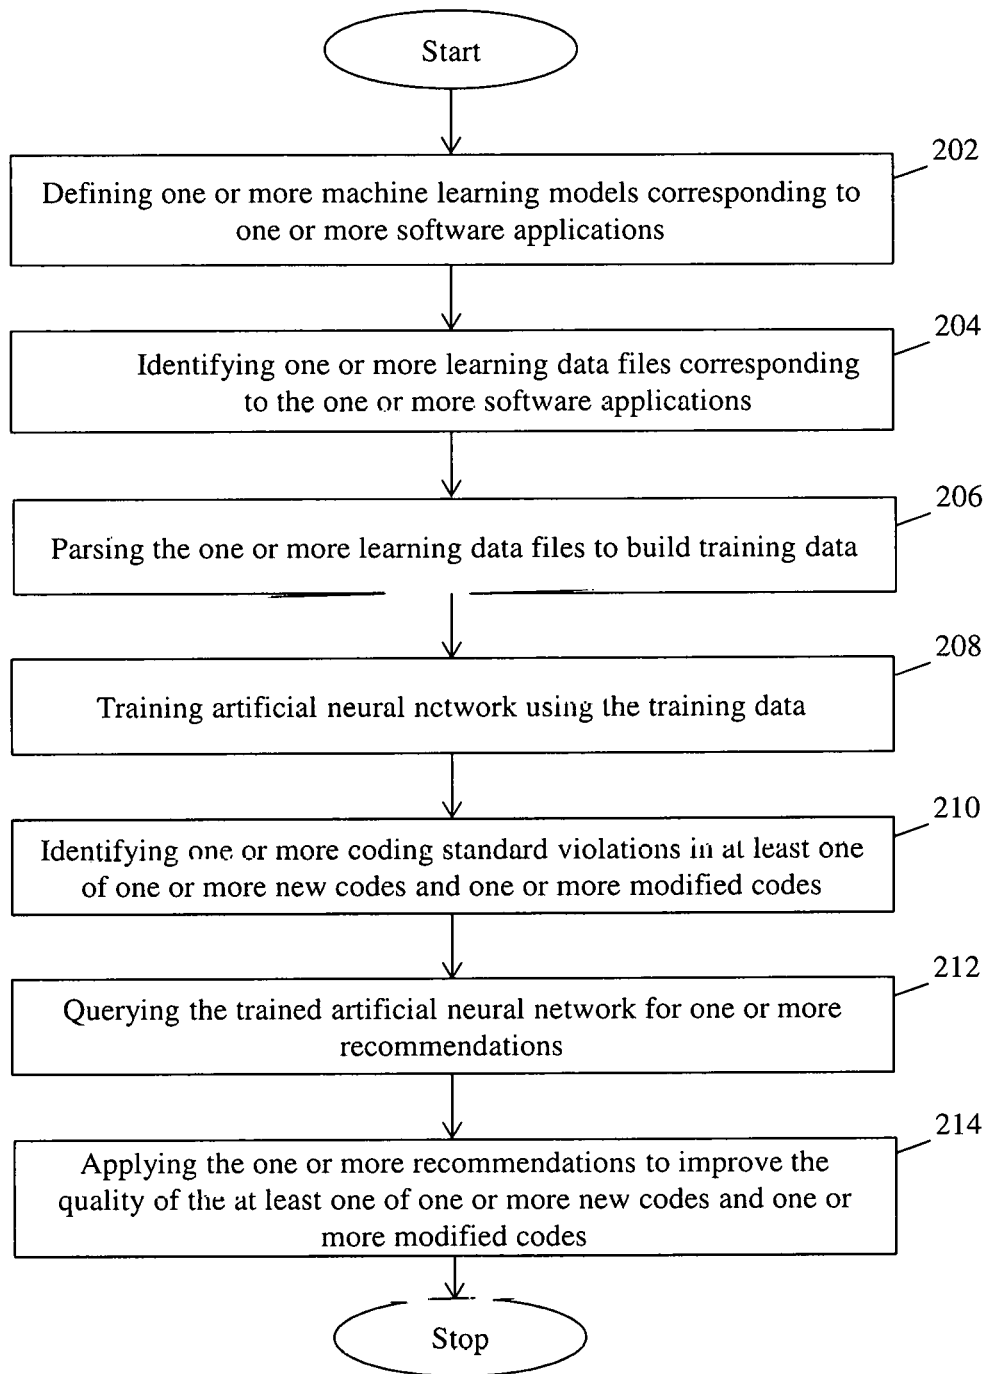 Start
202
Defining one or more machine learning models corresponding to
one or more software applications
204
Identifying one or more learning data files corresponding
to the one or more software applications
206
Parsing the one or more learning data files to build training data
208
Training artificial neural network using the training data
210
Identifying one or more coding standard violations in at least one
of one or more new codes and one or more modified codes
212
Querying the trained artificial neural network for one or more
recommendations
214
Applying the one or more recommendations to improve the
quality of the at least one of one or more new codes and one or
more modified codes
Stop